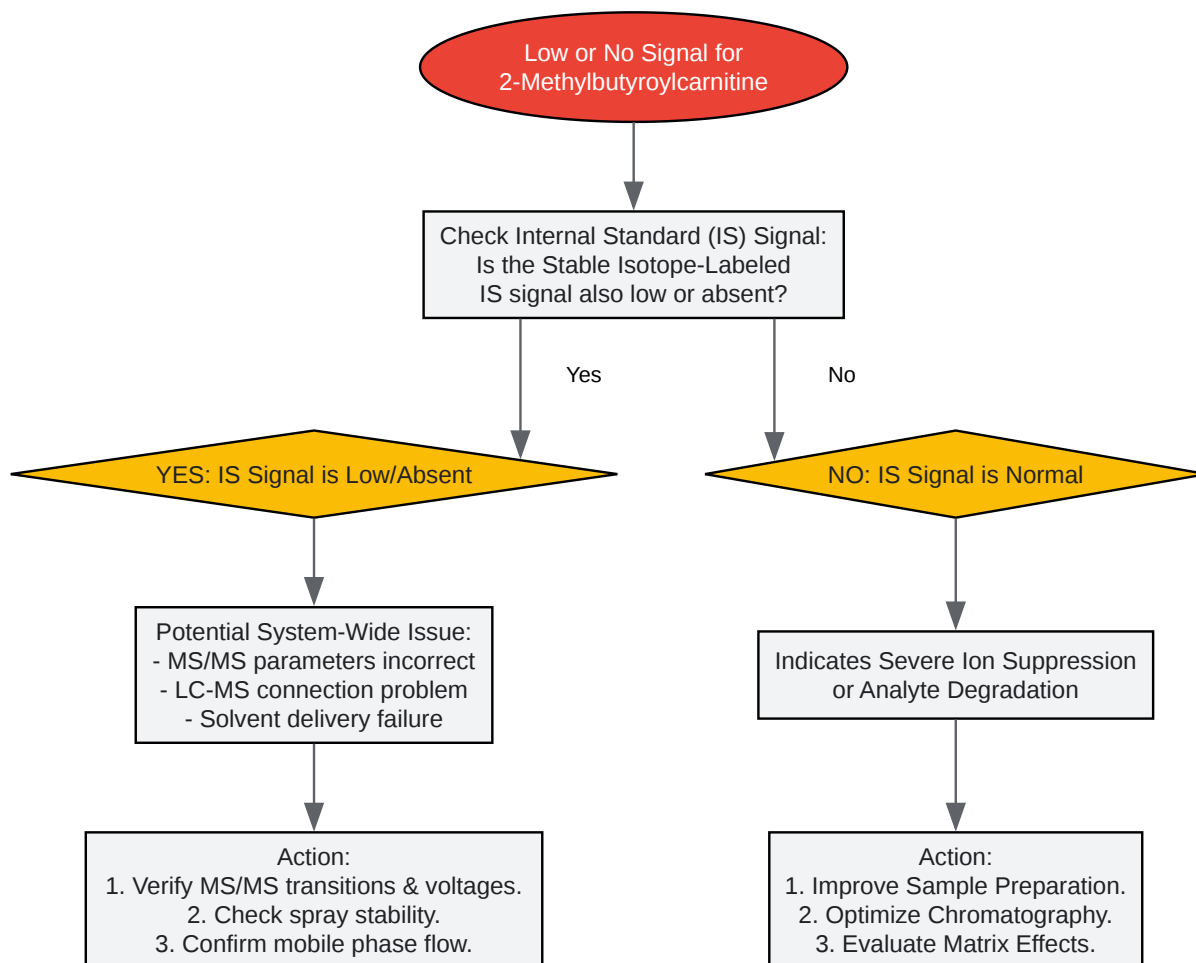 Low or No Signal for
2-Methylbutyroylcarnitine
Check Internal Standard (IS) Signal:
Is the Stable Isotope-Labeled
IS signal also low or absent?
Yes
No
YES: IS Signal is Low/Absent
NO: IS Signal is Normal
Potential System-Wide Issue:
- MS/MS parameters incorrect
- LC-MS connection problem
- Solvent delivery failure
Indicates Severe Ion Suppression
or Analyte Degradation
Action:
1. Verify MS/MS transitions & voltages.
2. Check spray stability.
3. Confirm mobile phase flow.
Action:
1. Improve Sample Preparation.
2. Optimize Chromatography.
3. Evaluate Matrix Effects.